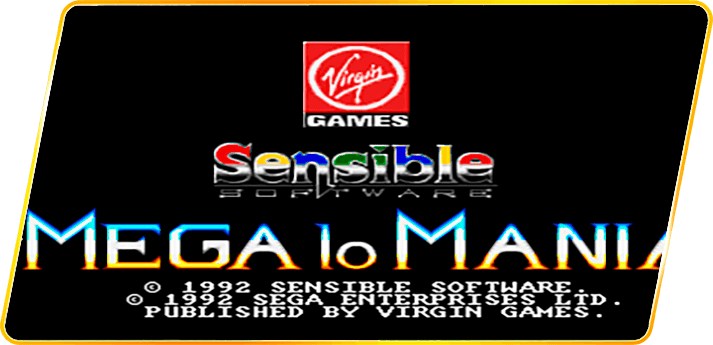 Virgin
GAMES
Sensible
SOFTWARE
MEGA lo MANIA
© 1992 SENSIBLE SOFTWARE.
© 1992 SEGA ENTERPRISES LTD.
PUBLISHED BY VIRGIN GAMES.